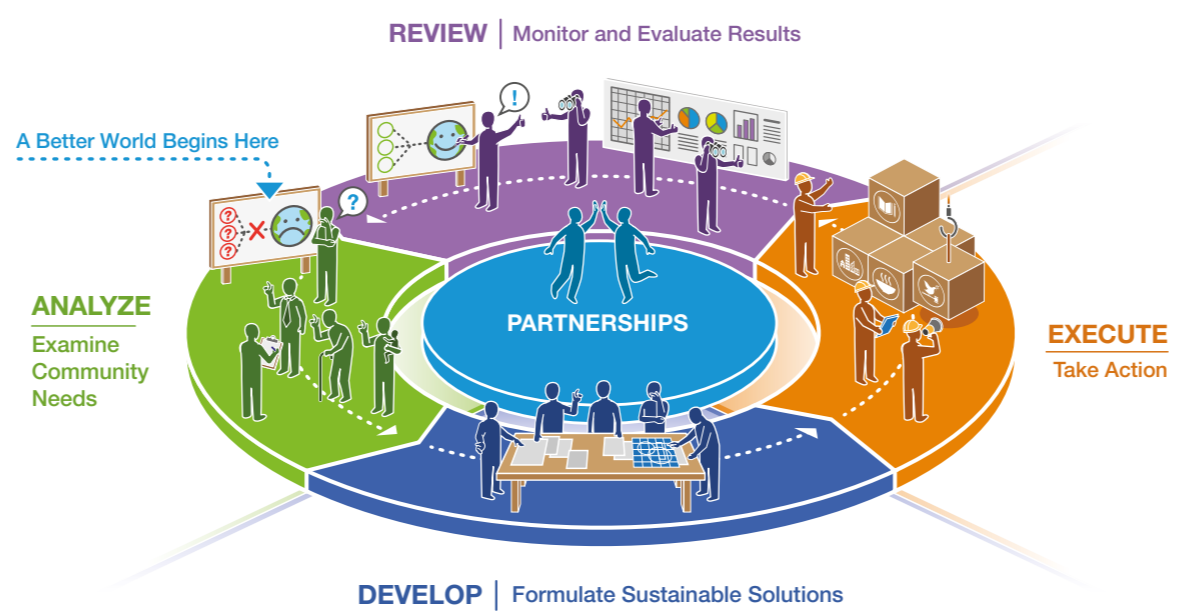 REVIEW | Monitor and Evaluate Results
!
A Better World Begins Here
?
?
?
?
X
ANALYZE
Examine
Community
Needs
PARTNERSHIPS
EXECUTE
Take Action
DEVELOP | Formulate Sustainable Solutions